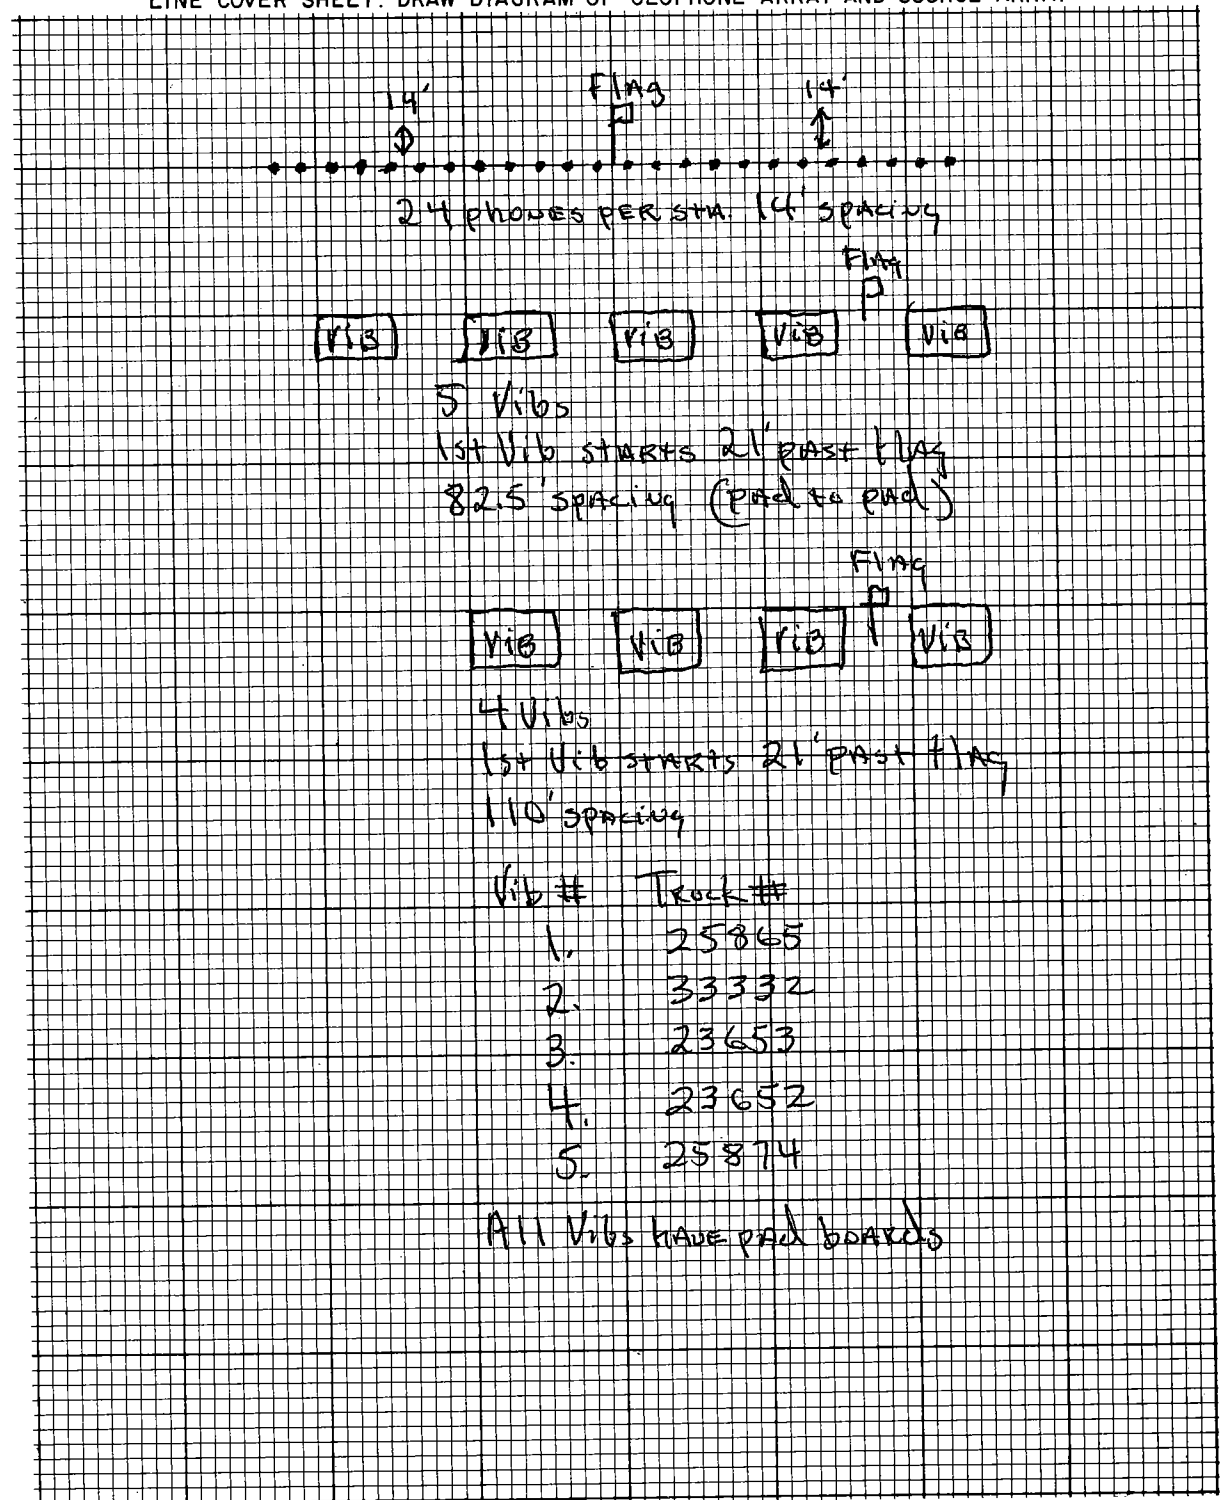 LINE COVER SHEET: DRAW DIAGRAM OF GEOPHONE ARRAY AND SOURCE ARRAY
14' FlAg 14'
24 phones PER StA. 14' spAcing
FlAg
ViB ViB ViB ViB ViB
5 Vibs
1st Vib stARts 21' pAst flAg
82.5' spAcing (pAd to pAd)
FlAg
ViB ViB ViB ViB
4 Vibs
1st Vib stARts 21' pAst flAg
110' spAcing
Vib # TRuck #
1. 25865
2. 33332
3. 23653
4. 23652
5. 25874
All Vibs hAVE pAd boARds